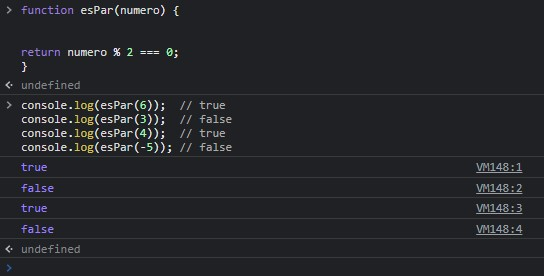 function esPar(numero) {
return numero % 2 === 0;
}
undefined
console.log(esPar(6));  // true
console.log(esPar(3));  // false
console.log(esPar(4));  // true
console.log(esPar(-5)); // false
true VM148:1
false VM148:2
true VM148:3
false VM148:4
undefined